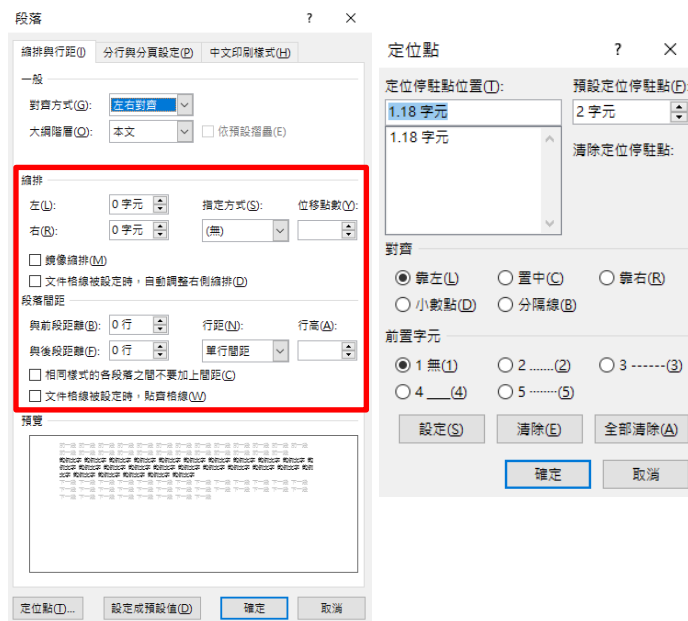 段落 ? ×
縮排與行距(I) 分行與分頁設定(P) 中文印刷樣式(H)
一般
對齊方式(G): 左右對齊
大綱階層(O): 本文 依預設摺疊(E)
縮排
左(L): 0 字元 指定方式(S): 位移點數(Y):
右(R): 0 字元 (無)
鏡像縮排(M)
文件格線被設定時，自動調整右側縮排(D)
段落間距
與前段距離(B): 0 行 行距(N): 行高(A):
與後段距離(F): 0 行 單行間距
相同樣式的各段落之間不要加上間距(C)
文件格線被設定時，貼齊格線(W)
預覽
定位點(T)... 設定成預設值(D) 確定 取消
定位點 ? ×
定位停駐點位置(T): 預設定位停駐點(F):
1.18 字元 2 字元
1.18 字元
清除定位停駐點:
對齊
靠左(L) 置中(C) 靠右(R)
小數點(D) 分隔線(B)
前置字元
1 無(1) 2 .......(2) 3 ------(3)
4 ___(4) 5 ·······(5)
設定(S) 清除(E) 全部清除(A)
確定 取消